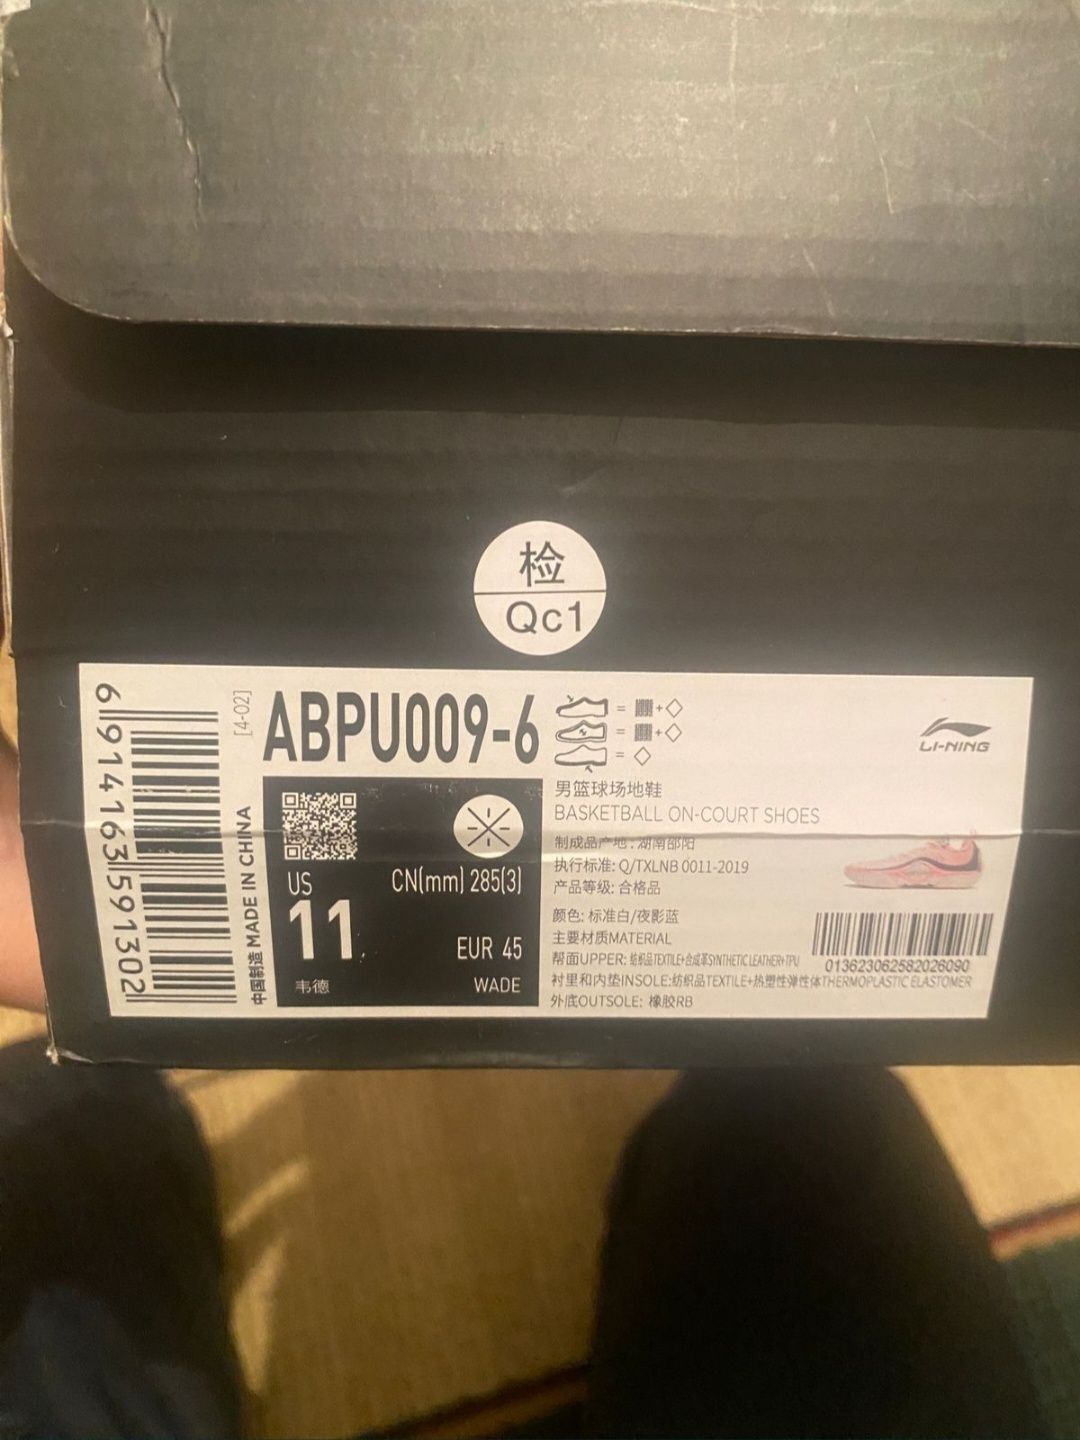 检
Qc1
6 914163 591302
[4-02]
中国制造 MADE IN CHINA
ABPU009-6
US
11
韦德
CN(mm) 285(3)
EUR 45
WADE
LI-NING
男篮球场地鞋
BASKETBALL ON-COURT SHOES
制成品产地: 湖南邵阳
执行标准: Q/TXLNB 0011-2019
产品等级: 合格品
颜色: 标准白/夜影蓝
主要材质MATERIAL
帮面UPPER: 纺织品TEXTILE+合成革SYNTHETIC LEATHER+TPU
衬里和内垫INSOLE:纺织品TEXTILE+热塑性弹性体THERMOPLASTIC ELASTOMER
外底OUTSOLE: 橡胶RB
013623062582026090